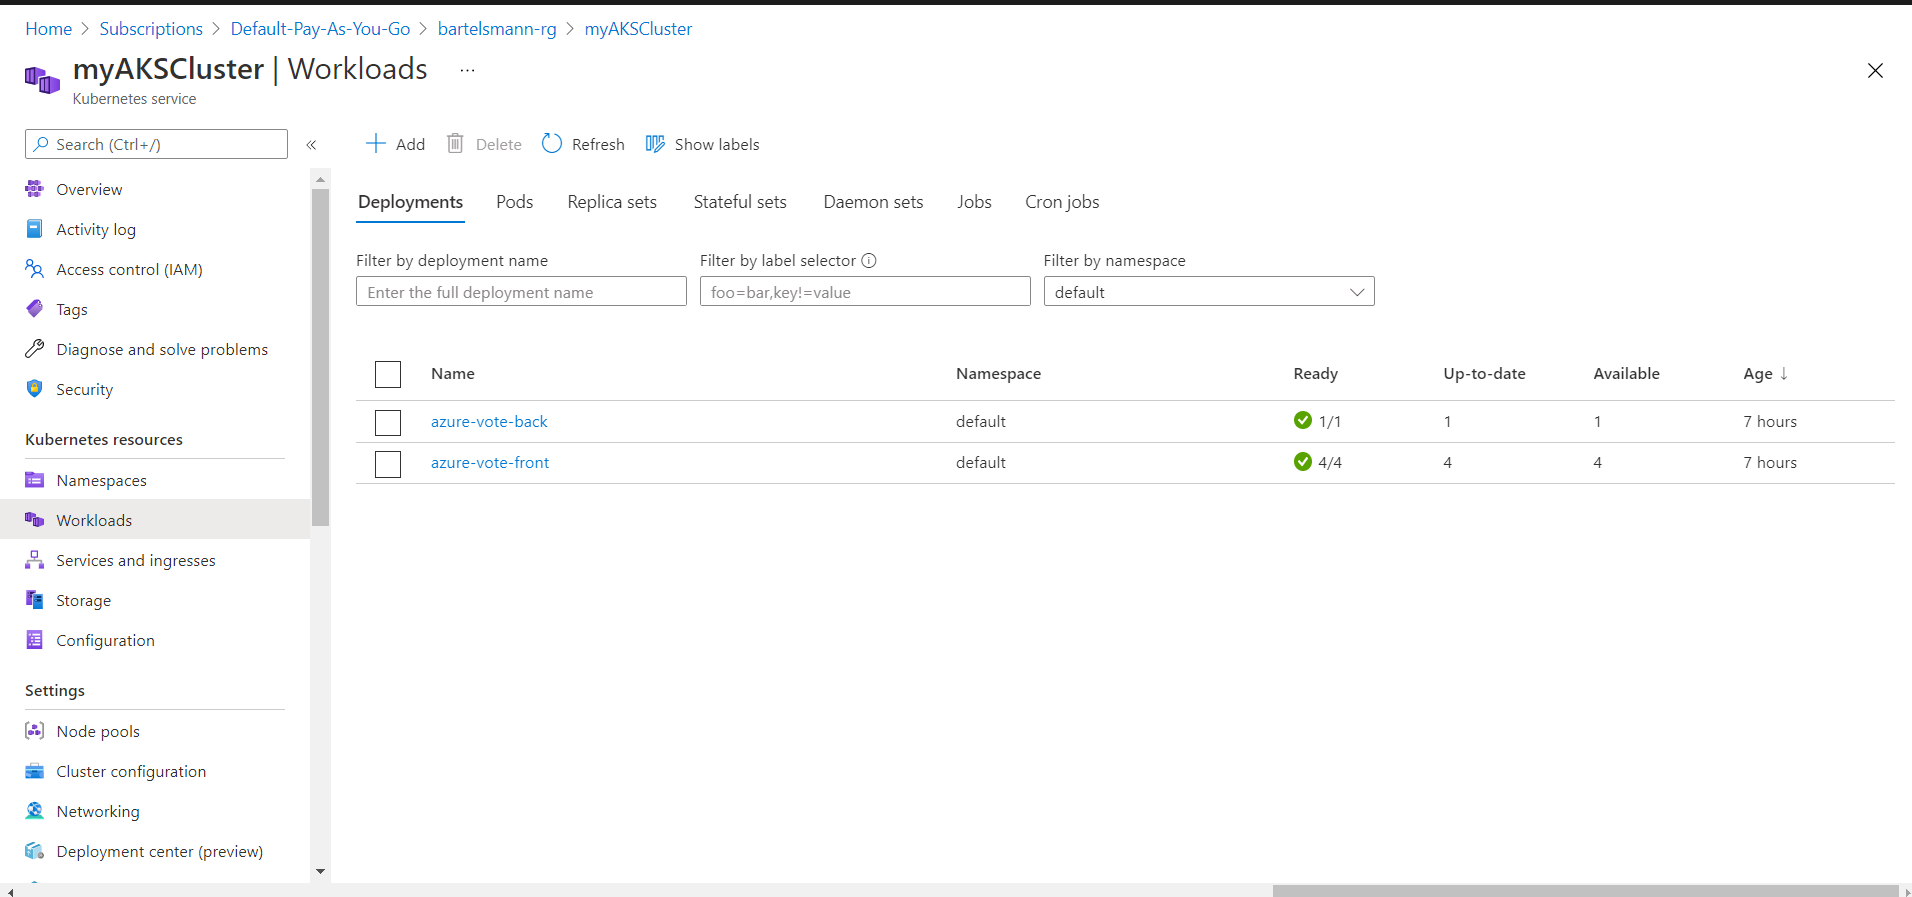 Home > Subscriptions > Default-Pay-As-You-Go > bartelsmann-rg > myAKSCluster
myAKSCluster | Workloads ...
Kubernetes service
Search (Ctrl+/)
«
Overview
Activity log
Access control (IAM)
Tags
Diagnose and solve problems
Security
Kubernetes resources
Namespaces
Workloads
Services and ingresses
Storage
Configuration
Settings
Node pools
Cluster configuration
Networking
Deployment center (preview)
Add Delete Refresh Show labels
Deployments Pods Replica sets Stateful sets Daemon sets Jobs Cron jobs
Filter by deployment name Filter by label selector Filter by namespace
Enter the full deployment name foo=bar,key!=value default
Name Namespace Ready Up-to-date Available Age ↓
azure-vote-back default 1/1 1 1 7 hours
azure-vote-front default 4/4 4 4 7 hours